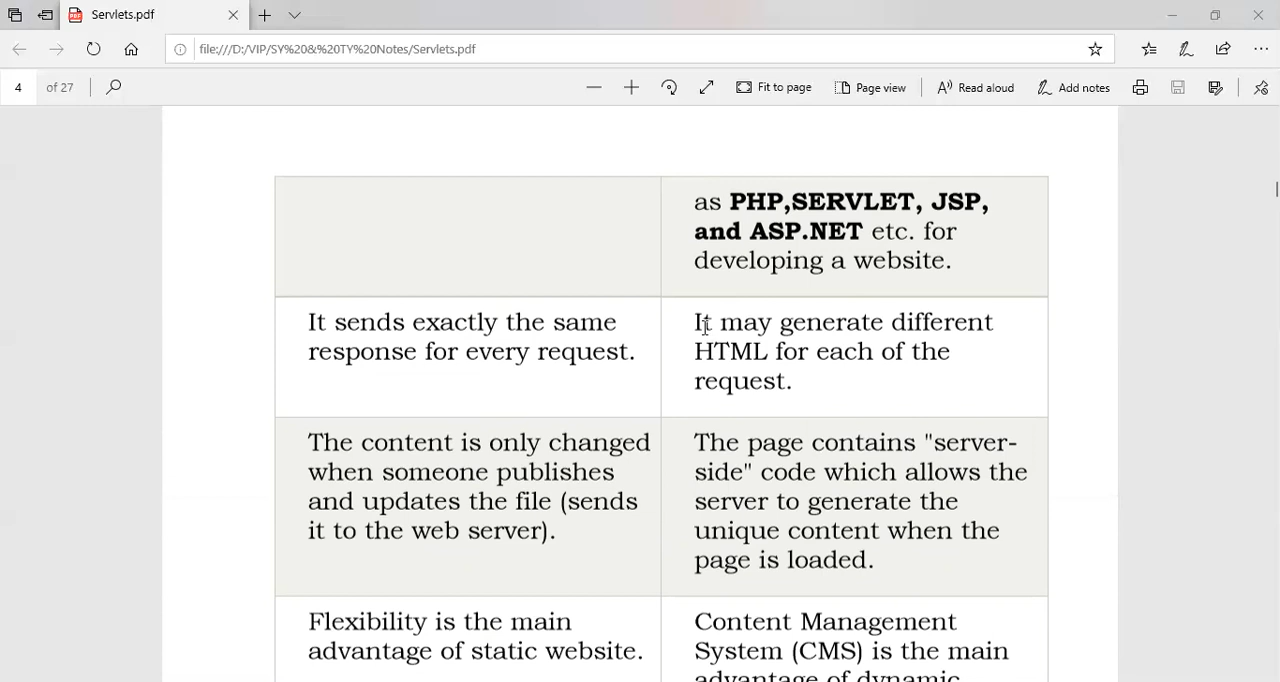 Servlets.pdf
file:///D:/VIP/SY%20&%20TY%20Notes/Servlets.pdf
4 of 27 Fit to page Page view Read aloud Add notes
as PHP,SERVLET, JSP,
and ASP.NET etc. for
developing a website.
It sends exactly the same
response for every request.
It may generate different
HTML for each of the
request.
The content is only changed
when someone publishes
and updates the file (sends
it to the web server).
The page contains "server-
side" code which allows the
server to generate the
unique content when the
page is loaded.
Flexibility is the main
advantage of static website.
Content Management
System (CMS) is the main
advantage of dynamic